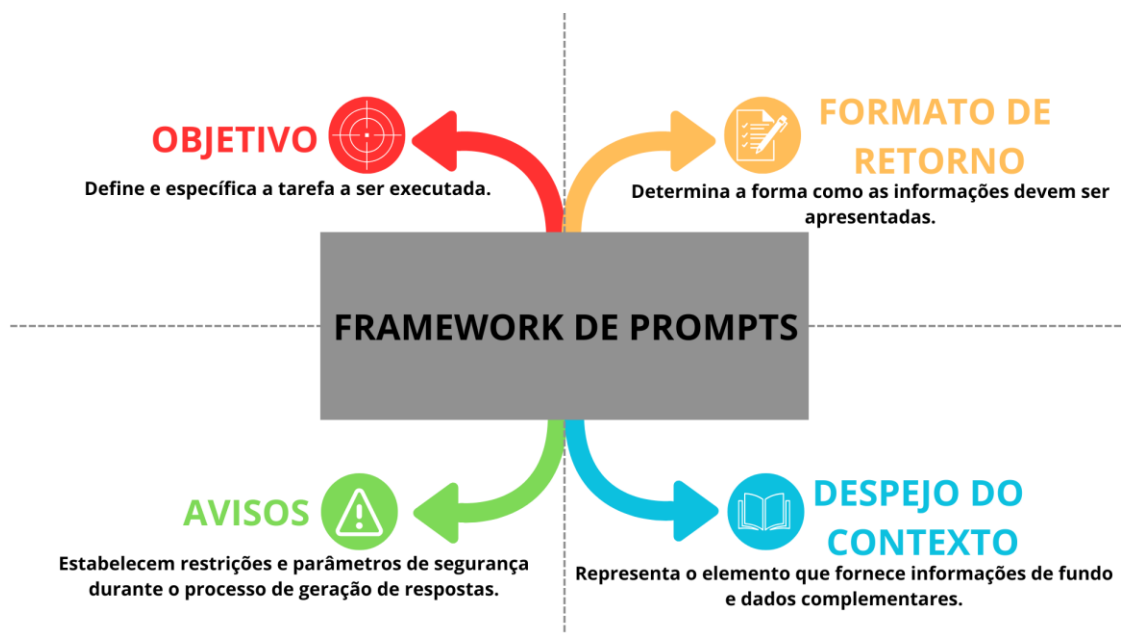 OBJETIVO
Define e específica a tarefa a ser executada.
FORMATO DE
RETORNO
Determina a forma como as informações devem ser
apresentadas.
FRAMEWORK DE PROMPTS
AVISOS
Estabelecem restrições e parâmetros de segurança
durante o processo de geração de respostas.
DESPEJO DO
CONTEXTO
Representa o elemento que fornece informações de fundo
e dados complementares.